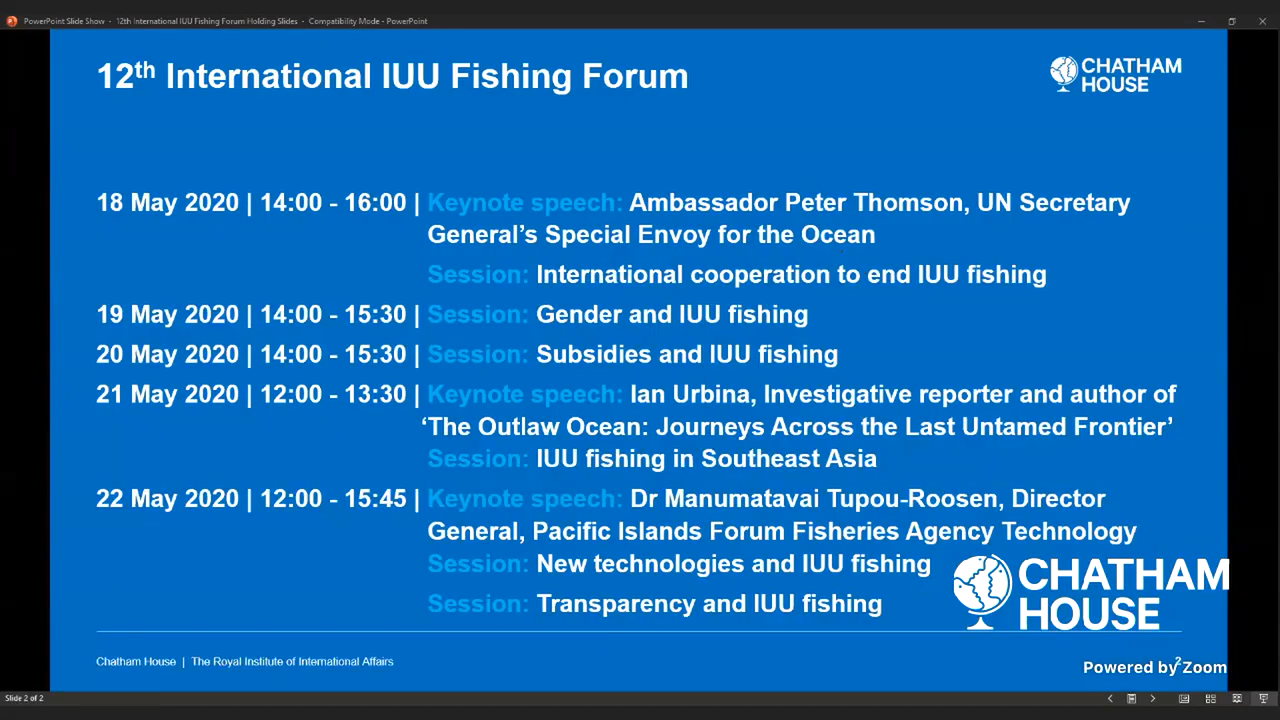 PowerPoint Slide Show - 12th International IUU Fishing Forum Holding Slides - Compatibility Mode - PowerPoint
12th International IUU Fishing Forum
CHATHAM
HOUSE
18 May 2020 | 14:00 - 16:00 | Keynote speech: Ambassador Peter Thomson, UN Secretary
General’s Special Envoy for the Ocean
Session: International cooperation to end IUU fishing
19 May 2020 | 14:00 - 15:30 | Session: Gender and IUU fishing
20 May 2020 | 14:00 - 15:30 | Session: Subsidies and IUU fishing
21 May 2020 | 12:00 - 13:30 | Keynote speech: Ian Urbina, Investigative reporter and author of
‘The Outlaw Ocean: Journeys Across the Last Untamed Frontier’
Session: IUU fishing in Southeast Asia
22 May 2020 | 12:00 - 15:45 | Keynote speech: Dr Manumatavai Tupou-Roosen, Director
General, Pacific Islands Forum Fisheries Agency Technology
Session: New technologies and IUU fishing
Session: Transparency and IUU fishing
CHATHAM
HOUSE
Chatham House | The Royal Institute of International Affairs
2
Powered by Zoom
Slide 2 of 2